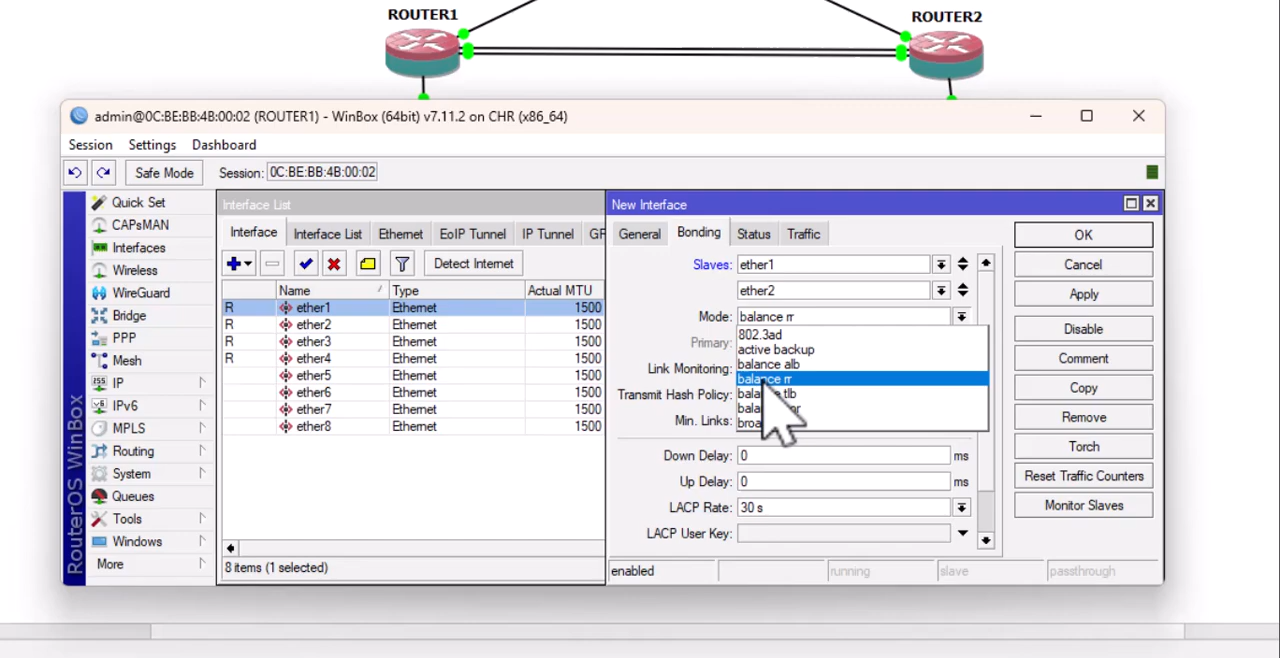 ROUTER1
ROUTER2
admin@0C:BE:BB:4B:00:02 (ROUTER1) - WinBox (64bit) v7.11.2 on CHR (x86_64)
Session Settings Dashboard
Safe Mode Session: 0C:BE:BB:4B:00:02
RouterOS WinBox
Quick Set
CAPsMAN
Interfaces
Wireless
WireGuard
Bridge
PPP
Mesh
IP
IPv6
MPLS
Routing
System
Queues
Tools
Windows
More
Interface List
Interface Interface List Ethernet EoIP Tunnel IP Tunnel
Detect Internet
Name Type Actual MTU
R ether1 Ethernet 1500
R ether2 Ethernet 1500
R ether3 Ethernet 1500
R ether4 Ethernet 1500
ether5 Ethernet 1500
ether6 Ethernet 1500
ether7 Ethernet 1500
ether8 Ethernet 1500
8 items (1 selected)
New Interface
General Bonding Status Traffic
Slaves: ether1
ether2
Mode: balance rr
802.3ad
active backup
balance alb
balance rr
tlb
Primary:
Link Monitoring:
Transmit Hash Policy:
Min. Links:
Down Delay: 0 ms
Up Delay: 0 ms
LACP Rate: 30 s
LACP User Key:
OK
Cancel
Apply
Disable
Comment
Copy
Remove
Torch
Reset Traffic Counters
Monitor Slaves
enabled running slave passthrough